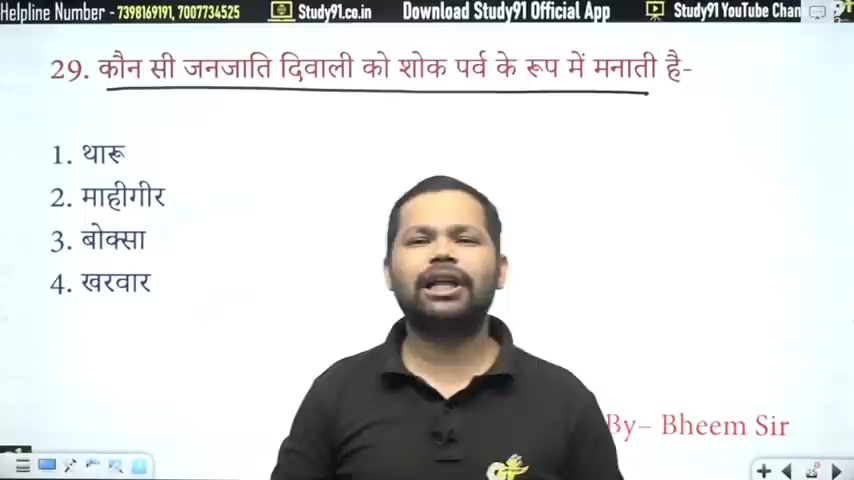 Helpline Number - 7398169191, 7007734525 Study91.co.in Download Study91 Official App Study91 YouTube Chan
29. कौन सी जनजाति दिवाली को शोक पर्व के रूप में मनाती है-
1. थारू
2. माहीगीर
3. बोक्सा
4. खरवार
By– Bheem Sir